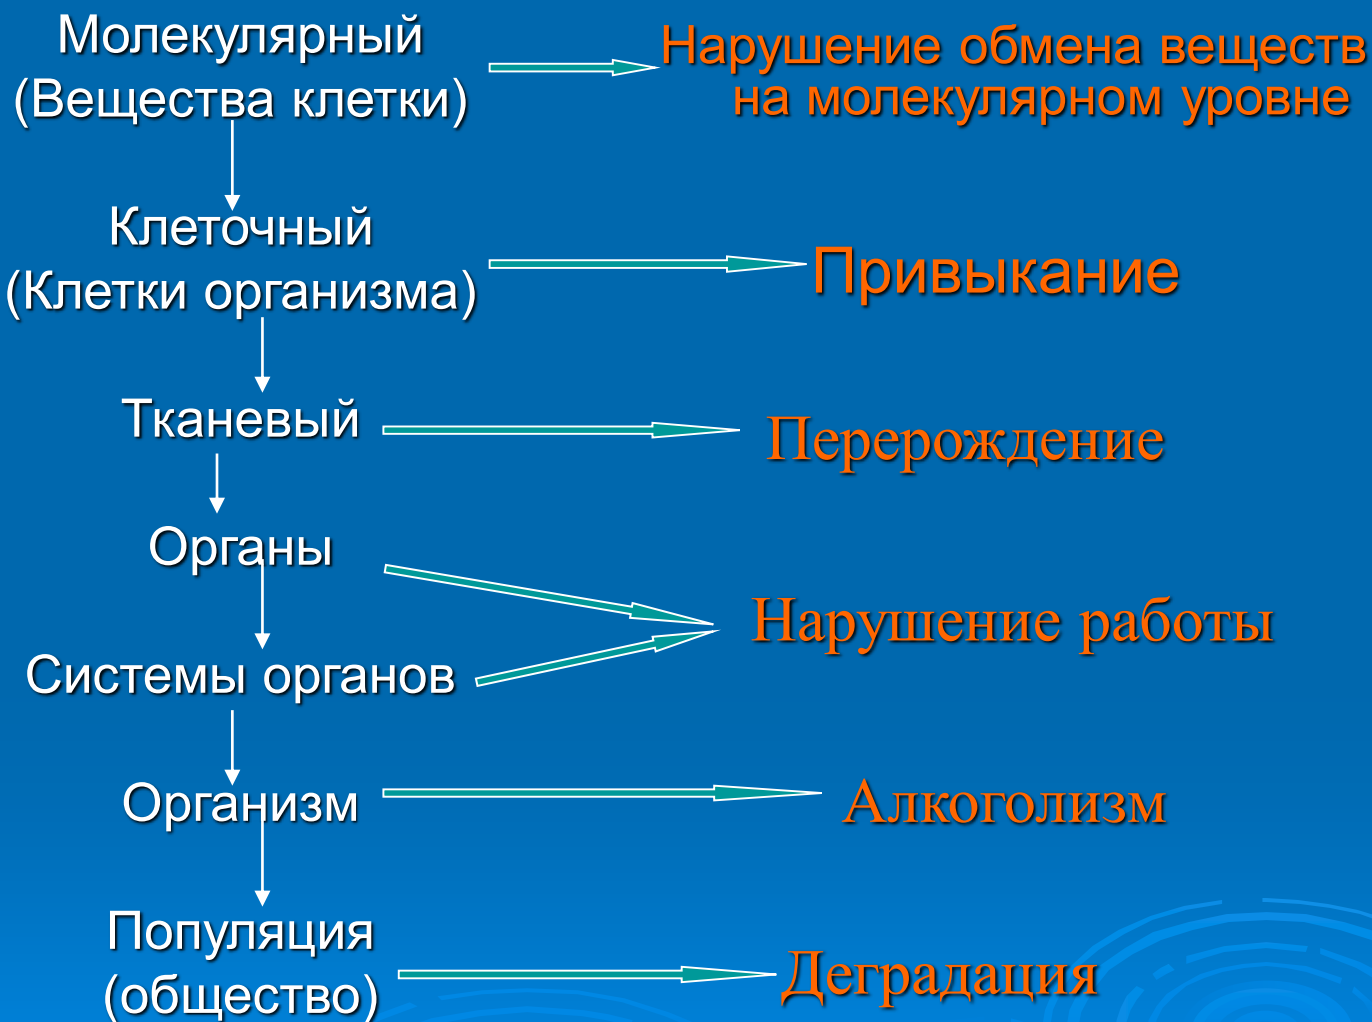 Молекулярный
(Вещества клетки)
Нарушение обмена веществ
на молекулярном уровне
Клеточный
(Клетки организма)
Привыкание
Тканевый
Перерождение
Органы
Нарушение работы
Системы органов
Организм
Алкоголизм
Популяция
(общество)
Деградация